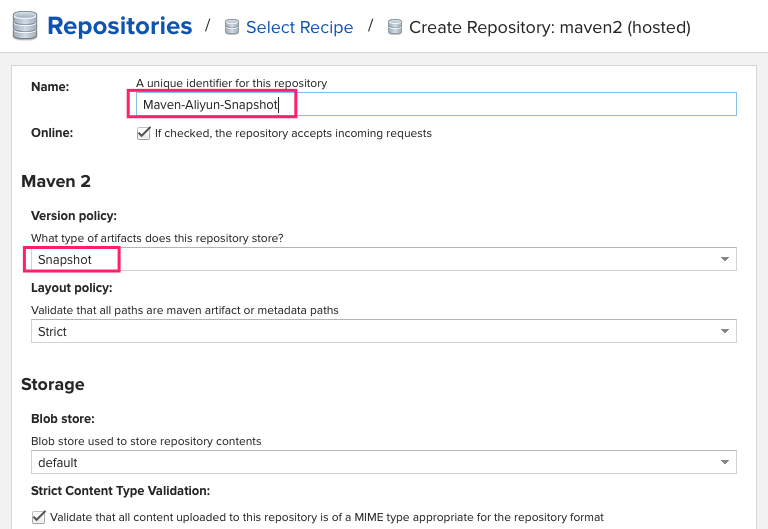 Repositories / Select Recipe / Create Repository: maven2 (hosted)
Name:
A unique identifier for this repository
Maven-Aliyun-Snapshot
Online:
If checked, the repository accepts incoming requests
Maven 2
Version policy:
What type of artifacts does this repository store?
Snapshot
Layout policy:
Validate that all paths are maven artifact or metadata paths
Strict
Storage
Blob store:
Blob store used to store repository contents
default
Strict Content Type Validation:
Validate that all content uploaded to this repository is of a MIME type appropriate for the repository format